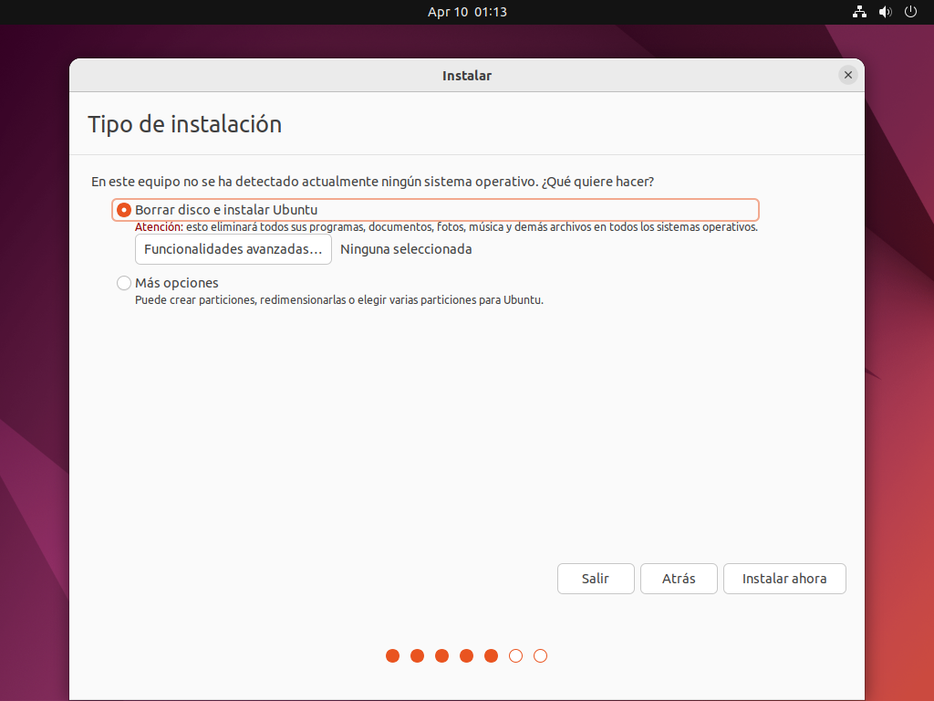 Apr 10 01:13
Instalar
Tipo de instalación
En este equipo no se ha detectado actualmente ningún sistema operativo. ¿Qué quiere hacer?
Borrar disco e instalar Ubuntu
Atención: esto eliminará todos sus programas, documentos, fotos, música y demás archivos en todos los sistemas operativos.
Funcionalidades avanzadas... Ninguna seleccionada
Más opciones
Puede crear particiones, redimensionarlas o elegir varias particiones para Ubuntu.
Salir Atrás Instalar ahora